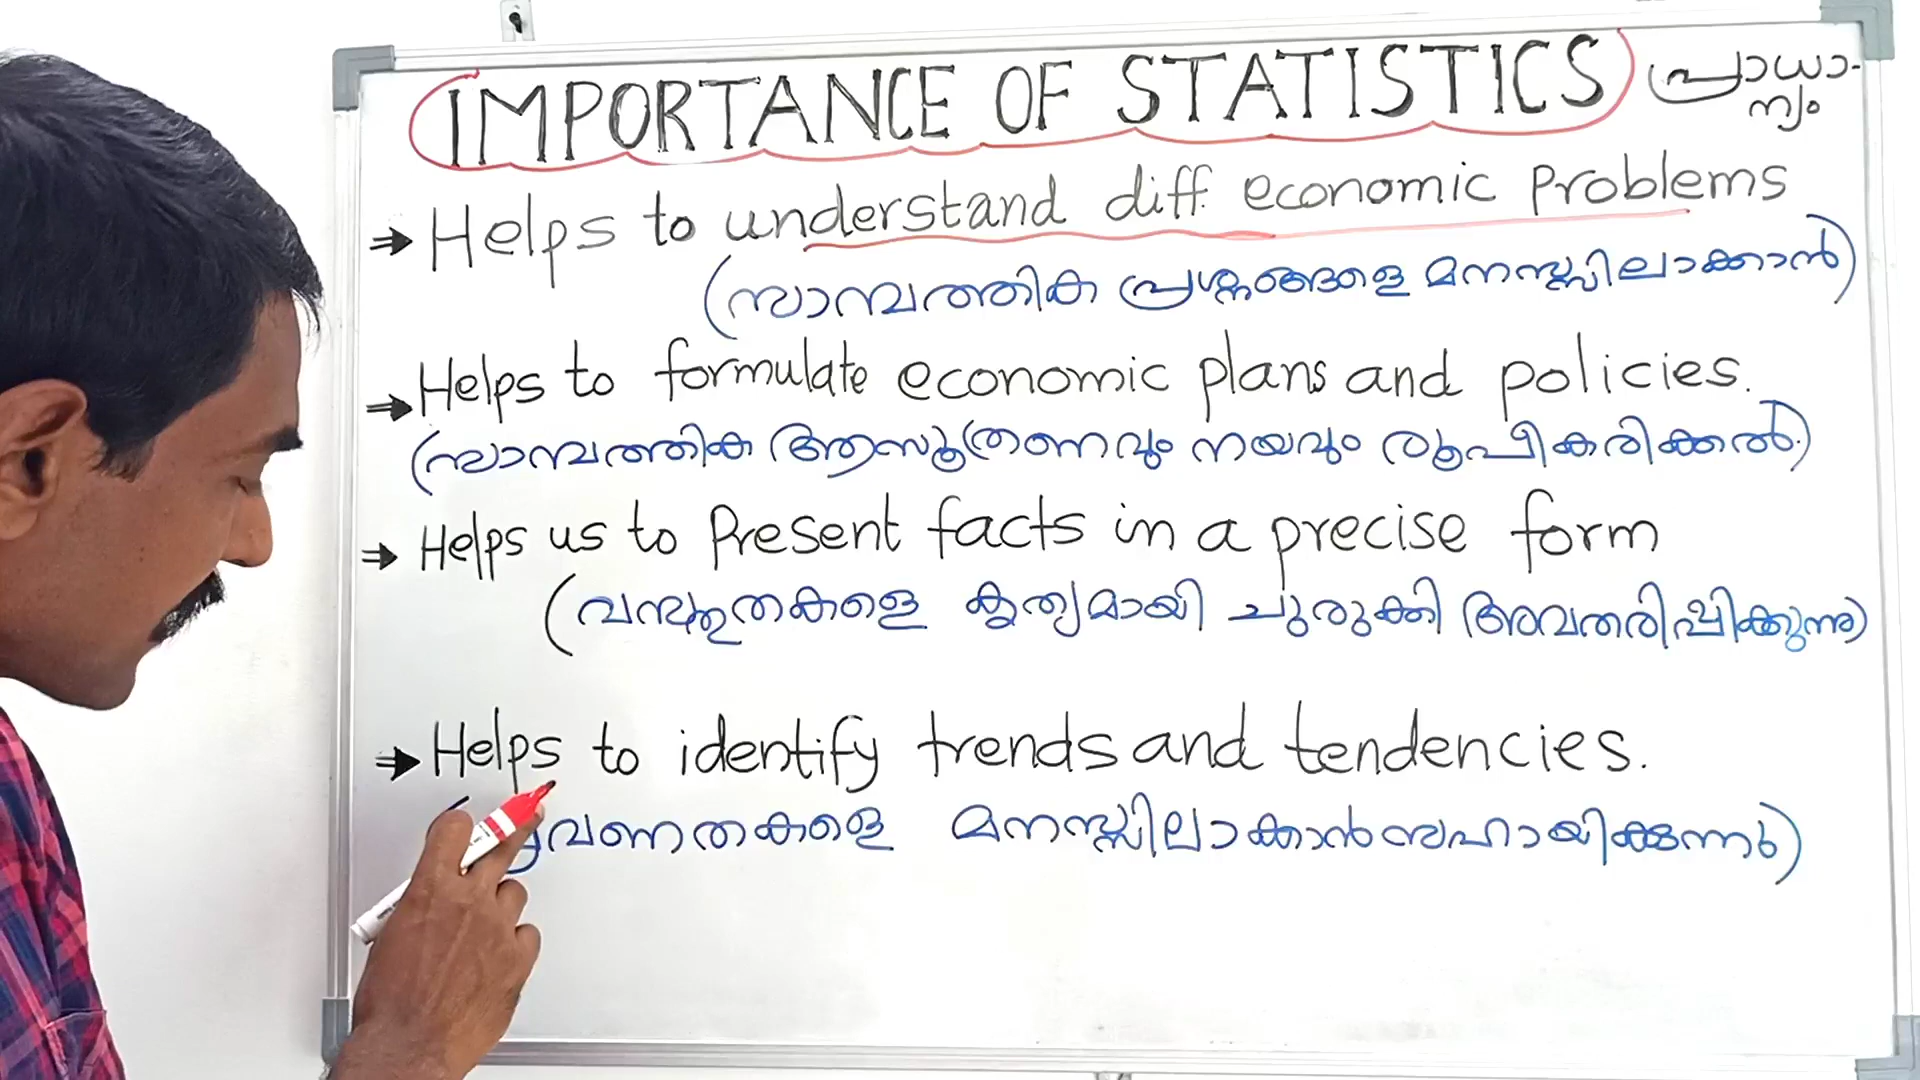 IMPORTANCE OF STATISTICS പ്രാധാ-
ന്യം
⇒ Helps to understand diff. economic Problems
(സാമ്പത്തിക പ്രശ്നങ്ങളെ മനസ്സിലാക്കാൻ)
⇒ Helps to formulate economic plans and policies.
(സാമ്പത്തിക ആസൂത്രണവും നയവും രൂപീകരിക്കൽ.)
⇒ Helps us to Present facts in a precise form
(വസ്തുതകളെ കൃത്യമായി ചുരുക്കി അവതരിപ്പിക്കുന്നു)
⇒ Helps to identify trends and tendencies.
മനസ്സിലാക്കാൻ സഹായിക്കുന്നു)